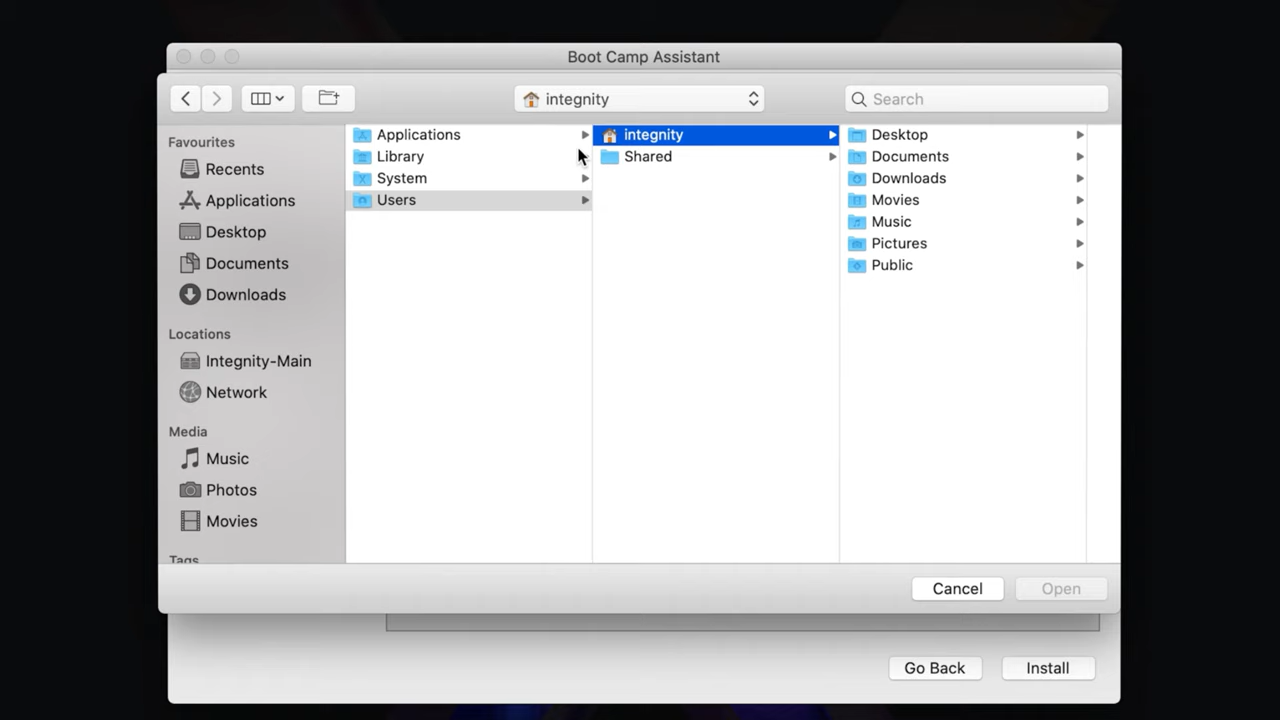 Boot Camp Assistant
integnity
Search
Favourites
Recents
Applications
Desktop
Documents
Downloads
Locations
Integnity-Main
Network
Media
Music
Photos
Movies
Tags
Applications
Library
System
Users
integnity
Shared
Desktop
Documents
Downloads
Movies
Music
Pictures
Public
Cancel
Open
Go Back
Install